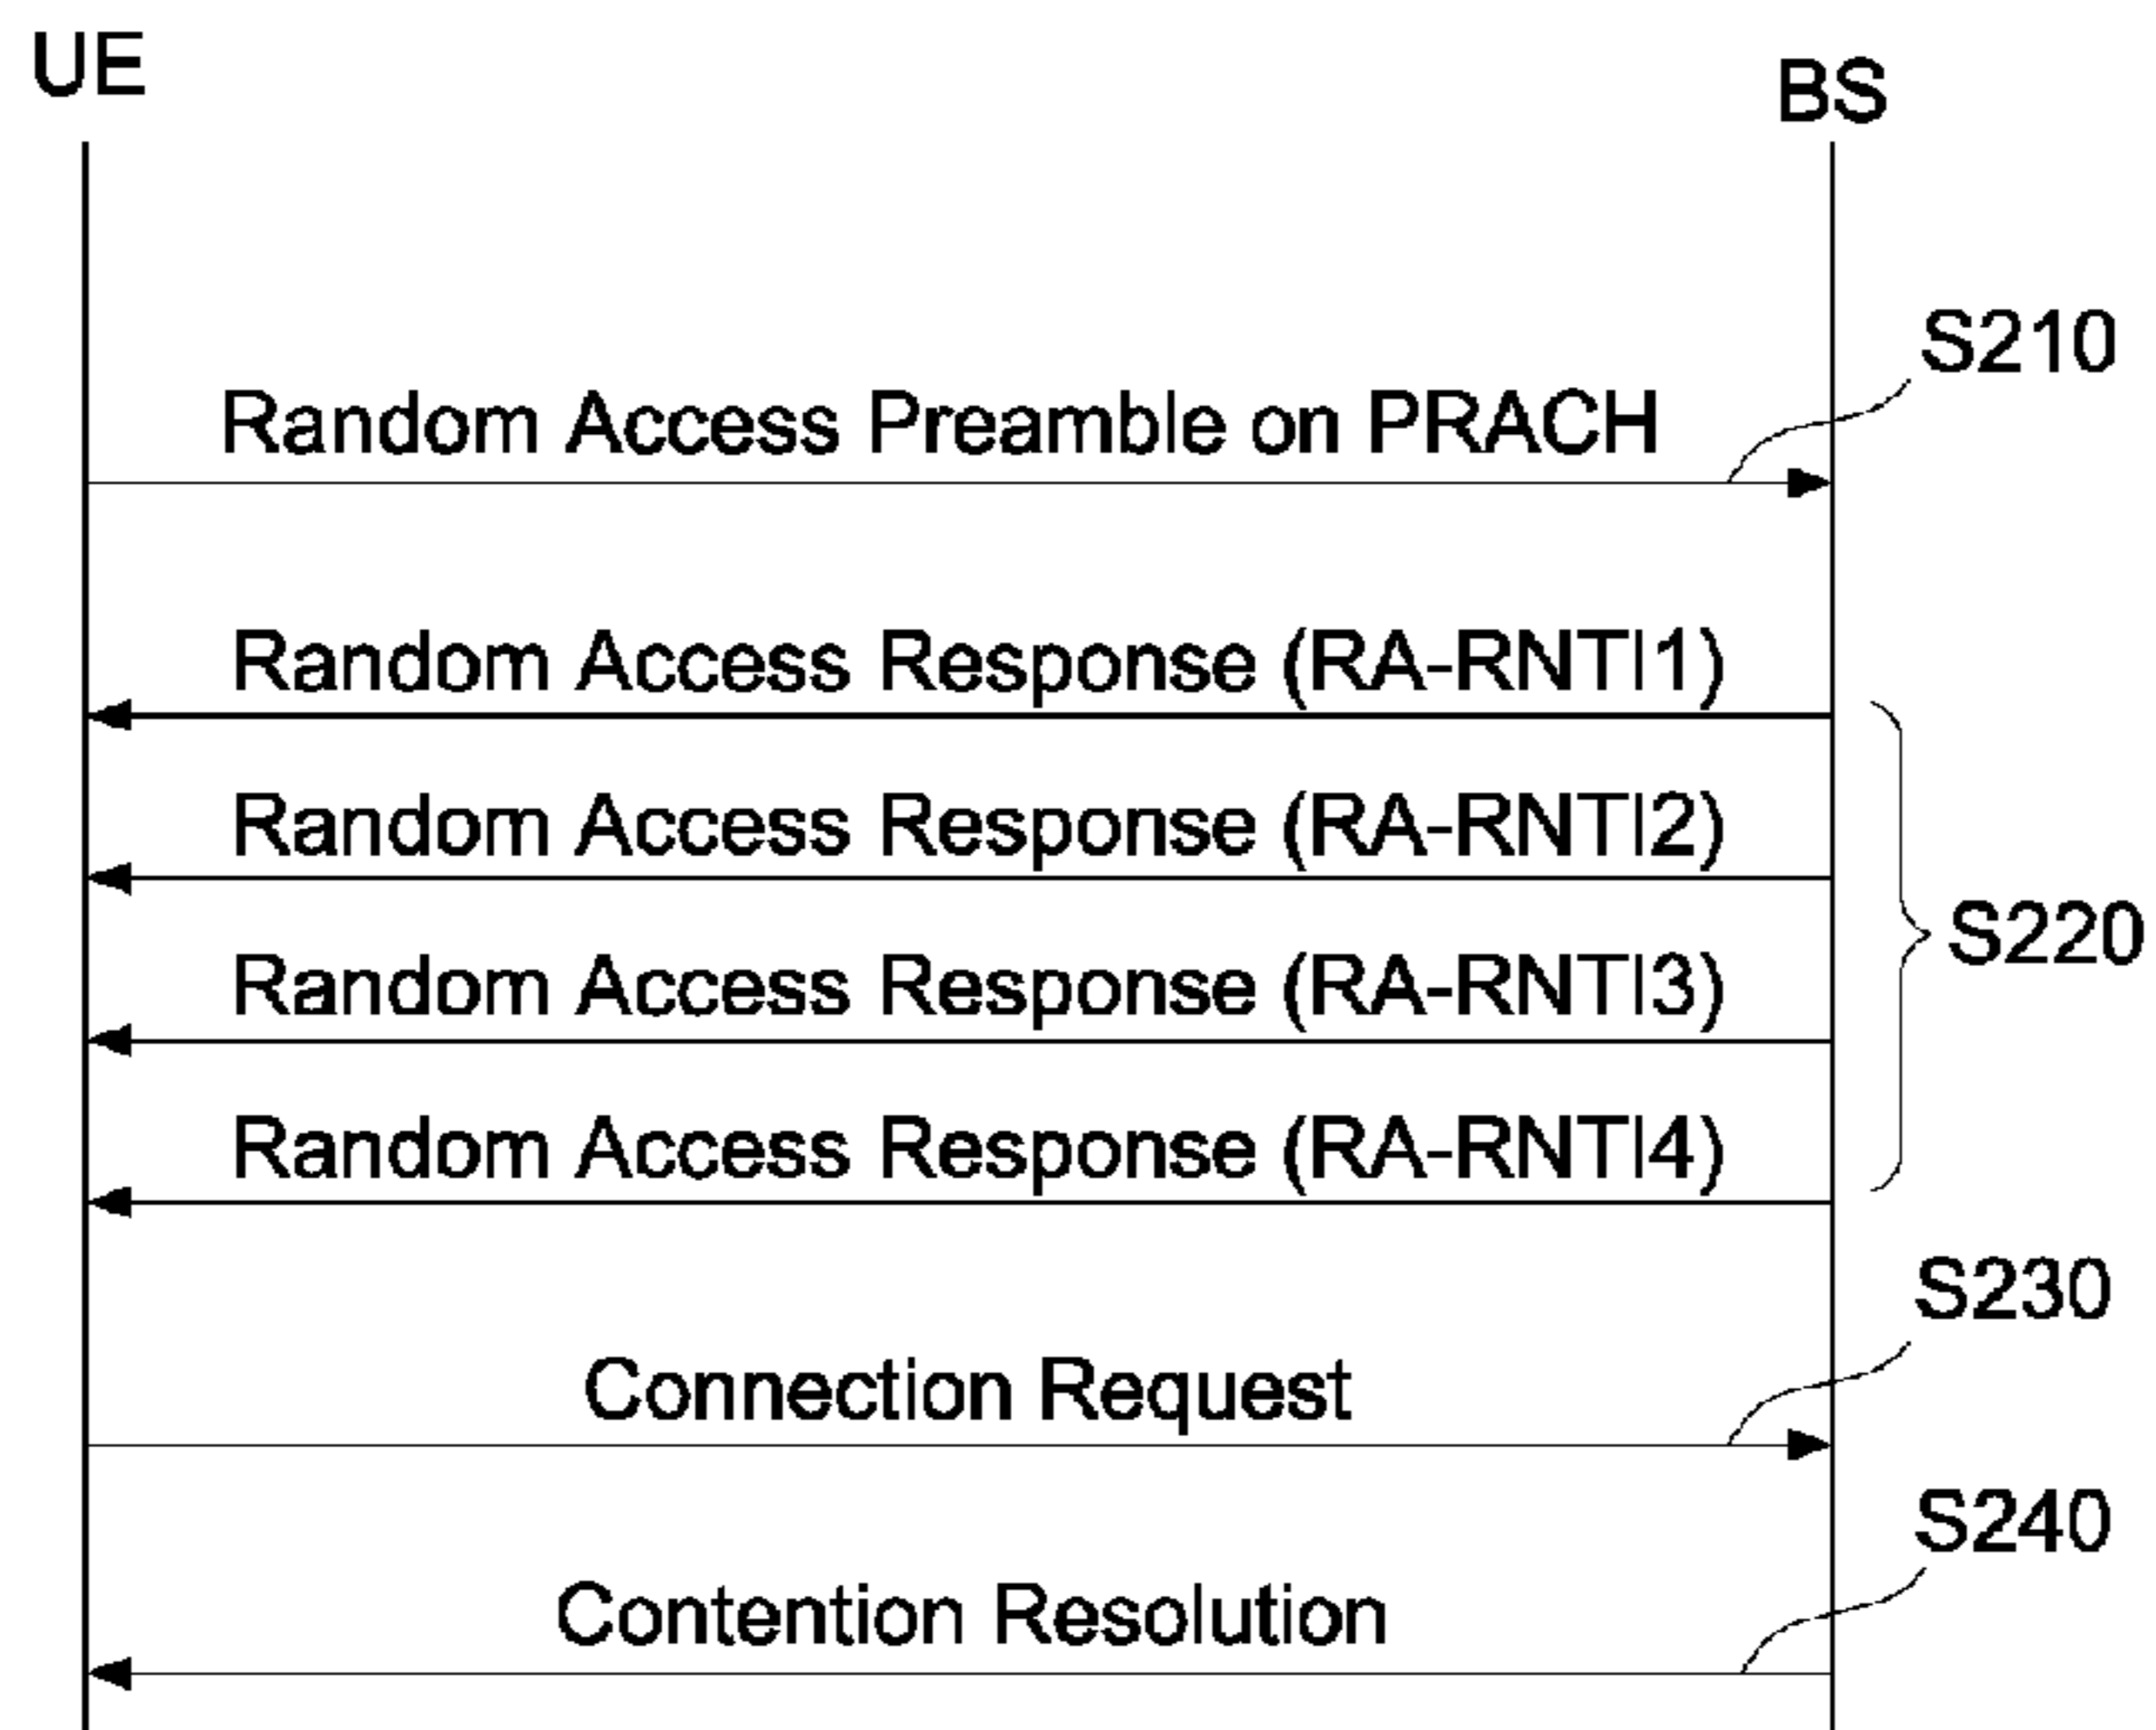 UE
BS
S210
Random Access Preamble on PRACH
Random Access Response (RA-RNTI1)
Random Access Response (RA-RNTI2)
S220
Random Access Response (RA-RNTI3)
Random Access Response (RA-RNTI4)
S230
Connection Request
S240
Contention Resolution